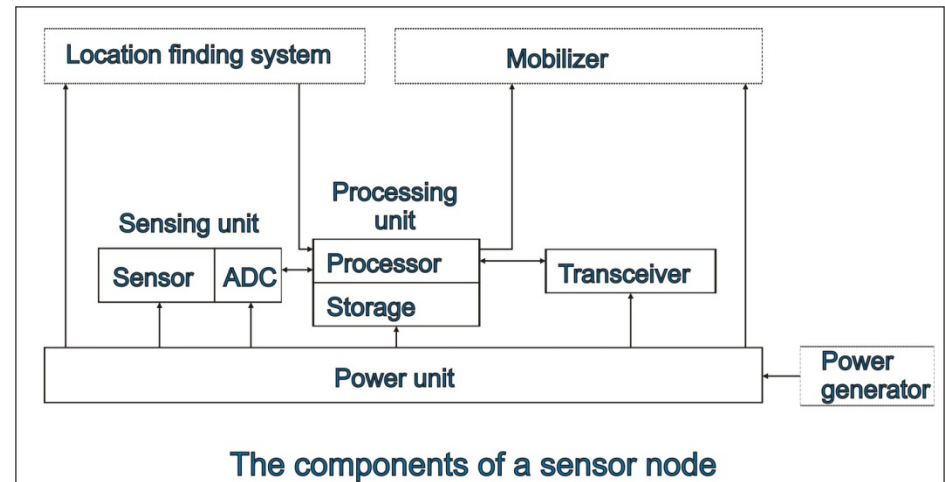 Location finding system
Mobilizer
Processing
unit
Sensing unit
Sensor
ADC
Processor
Storage
Transceiver
Power unit
Power
generator
The components of a sensor node